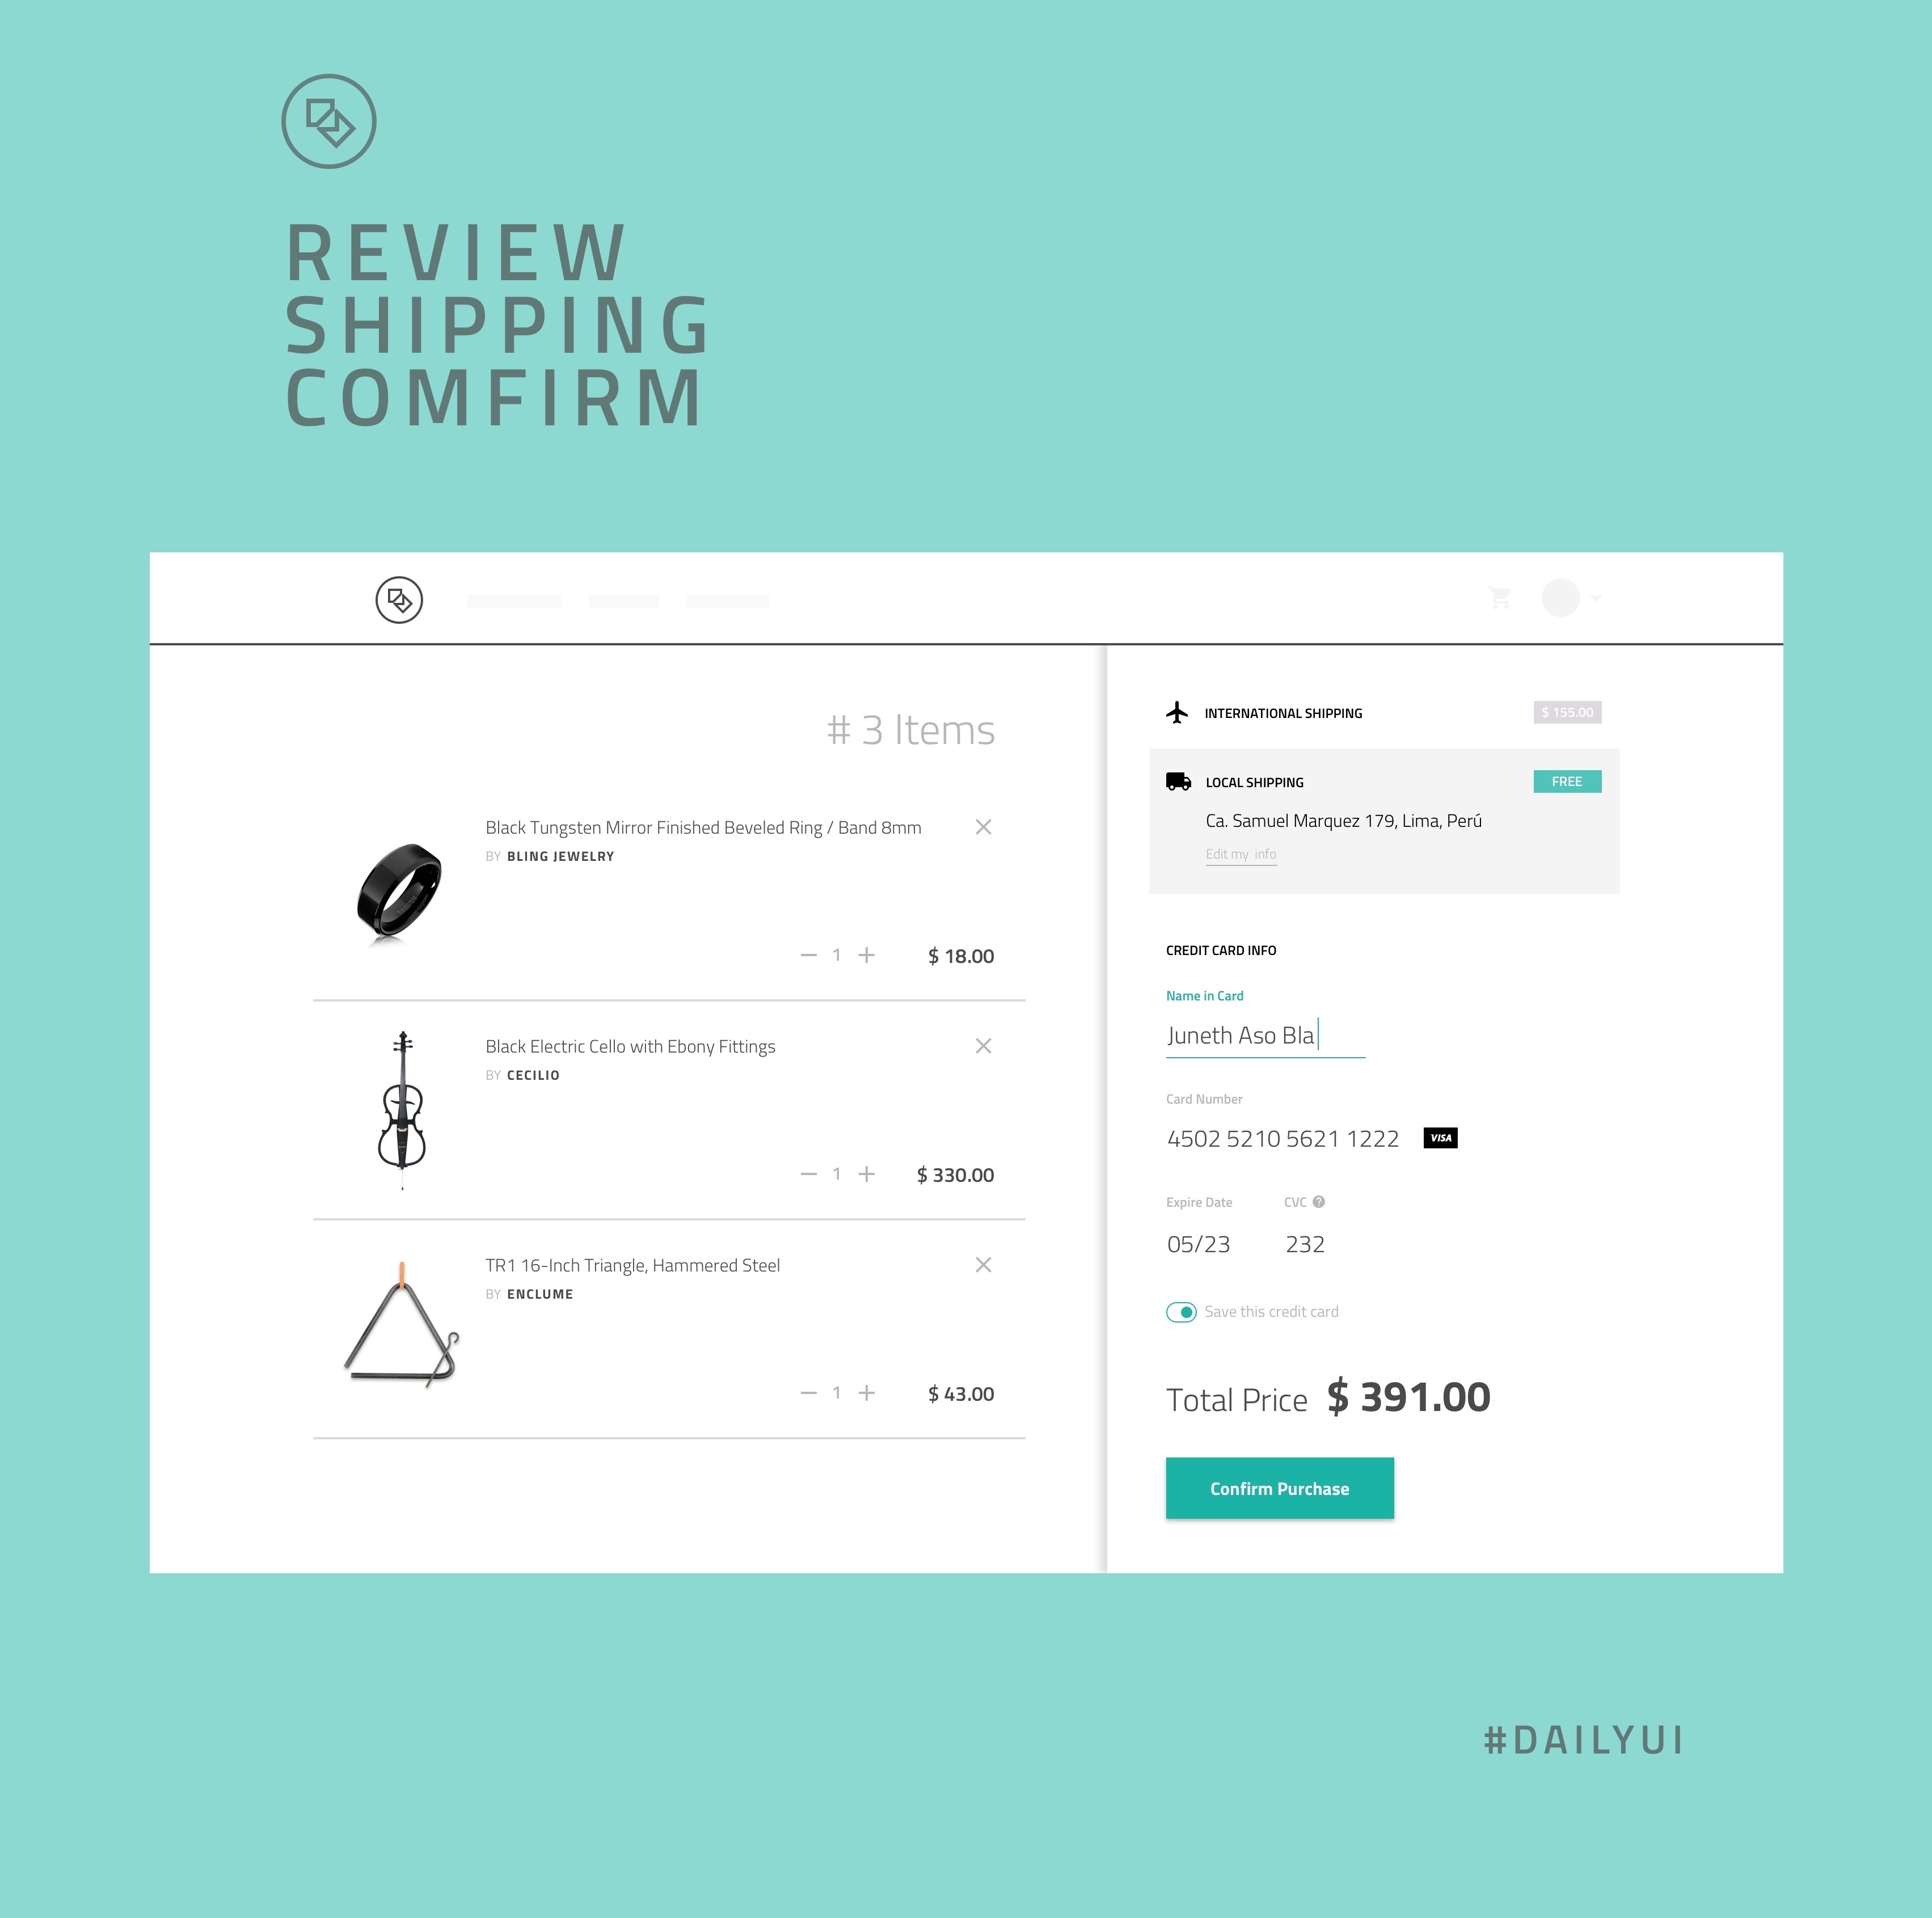 REVIEW
SHIPPING
COMFIRM
# 3 Items
Black Tungsten Mirror Finished Beveled Ring / Band 8mm
BY BLING JEWELRY
1
$ 18.00
Black Electric Cello with Ebony Fittings
BY CECILIO
1
$ 330.00
TR1 16-Inch Triangle, Hammered Steel
BY ENCLUME
1
$ 43.00
INTERNATIONAL SHIPPING
$ 155.00
LOCAL SHIPPING
FREE
Ca. Samuel Marquez 179, Lima, Perú
Edit my info
CREDIT CARD INFO
Name in Card
Juneth Aso Bla
Card Number
4502 5210 5621 1222
VISA
Expire Date
CVC ?
05/23
232
Save this credit card
Total Price $ 391.00
Confirm Purchase
#DAILYUI